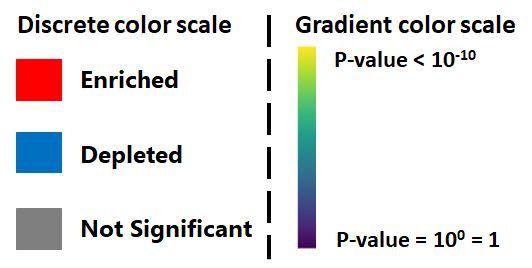 Discrete color scale
Enriched
Depleted
Not Significant
Gradient color scale
P-value < 10⁻¹⁰
P-value = 10⁰ = 1